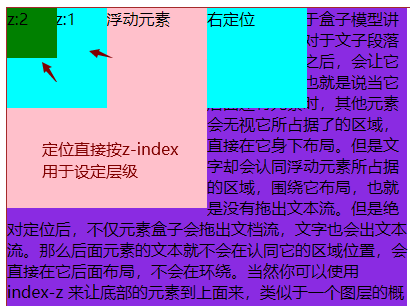 z:2
z:1
浮动元素
右定位
于盒子模型讲
对于文子段落
之后，会让它
也就是说当它
时，其他元素
会无视它所占据了的区域，
直接在它身下布局。但是文
字却会认同浮动元素所占据
的区域，围绕它布局，也就
是没有拖出文本流。但是绝
对定位后，不仅元素盒子会拖出文档流，文字也会出文本
流。那么后面元素的文本就不会在认同它的区域位置，会
直接在它后面布局，不会在环绕。当然你可以使用
index-z 来让底部的元素到上面来，类似于一个图层的概
定位直接按z-index
用于设定层级